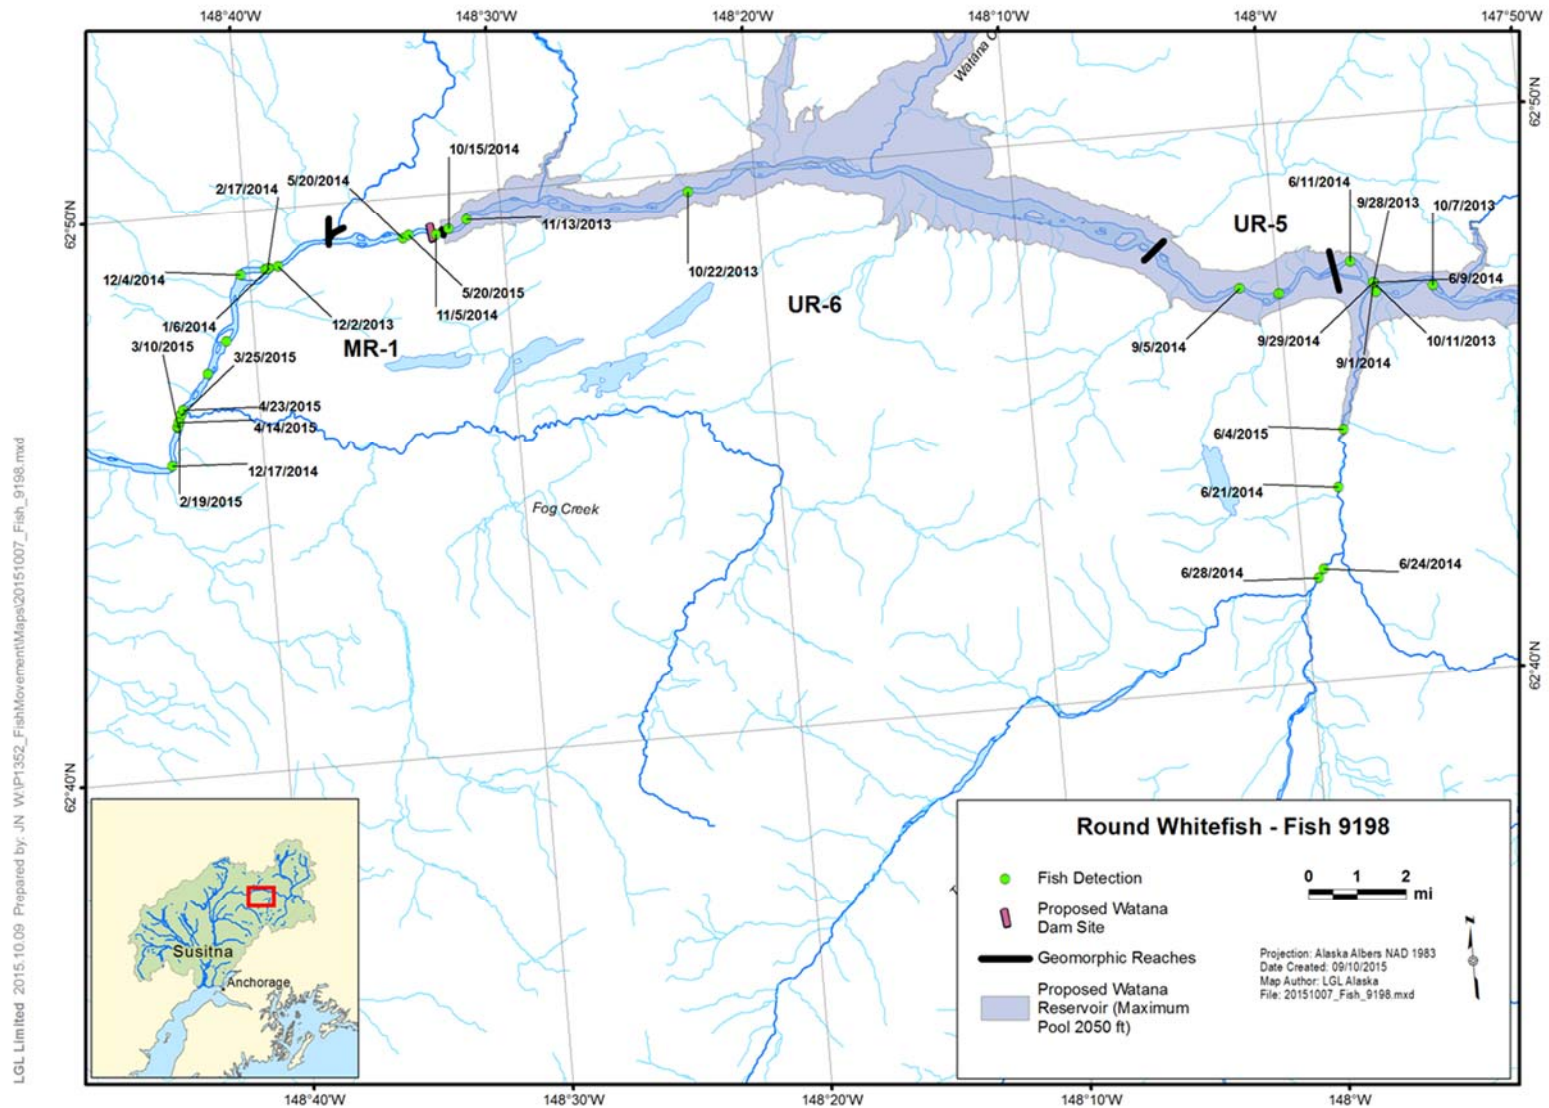 148°40'W
148°30'W
148°20'W
148°10'W
148°W
147°50'W
Watana C
62°50'N
10/15/2014
2/17/2014
5/20/2014
6/11/2014
9/28/2013
10/7/2013
62°50'N
UR-5
11/13/2013
12/4/2014
10/22/2013
6/9/2014
5/20/2015
11/5/2014
UR-6
1/6/2014
12/2/2013
9/5/2014
9/29/2014
10/11/2013
3/10/2015
MR-1
3/25/2015
9/1/2014
4/23/2015
4/14/2015
6/4/2015
12/17/2014
6/21/2014
2/19/2015
Fog Creek
6/28/2014
6/24/2014
62°40'N
62°40'N
Susitna
Anchorage
Round Whitefish - Fish 9198
Fish Detection
Proposed Watana
Dam Site
Geomorphic Reaches
Proposed Watana
Reservoir (Maximum
Pool 2050 ft)
0 1 2
mi
N
Projection: Alaska Albers NAD 1983
Date Created: 09/10/2015
Map Author: LGL Alaska
File: 20151007_Fish_9198.mxd
148°40'W
148°30'W
148°20'W
148°10'W
148°W
LGL Limited 2015.10.09 Prepared by: JN W:\P1352_FishMovement\Maps\20151007_Fish_9198.mxd